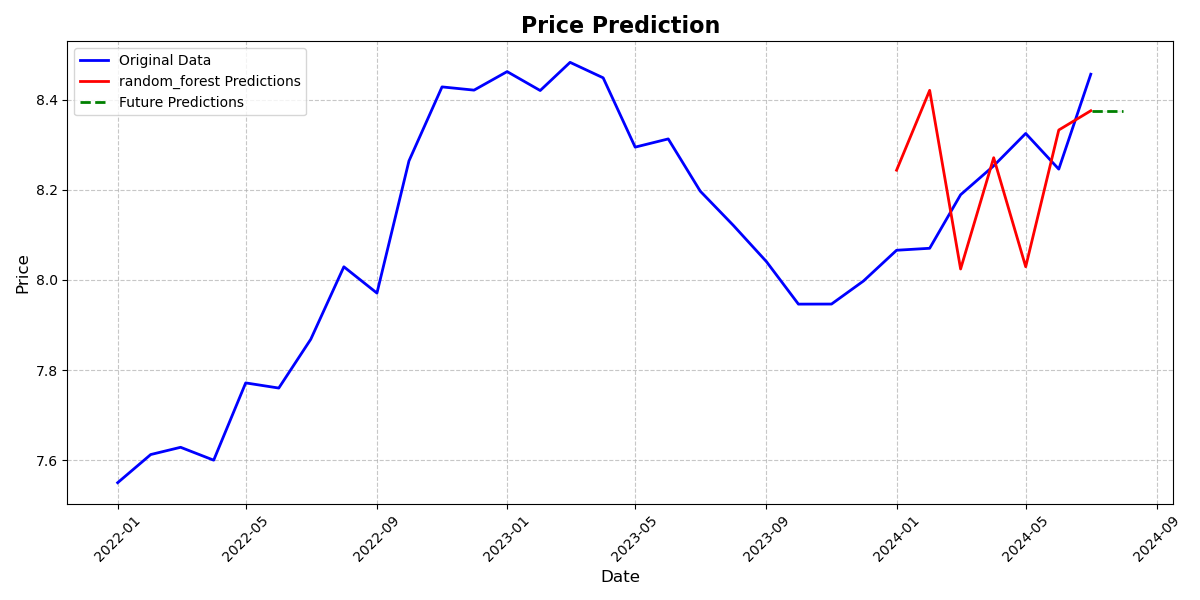 Price Prediction
Original Data
random_forest Predictions
Future Predictions
Price
8.4
8.2
8.0
7.8
7.6
2022-01
2022-05
2022-09
2023-01
2023-05
2023-09
2024-01
2024-05
2024-09
Date